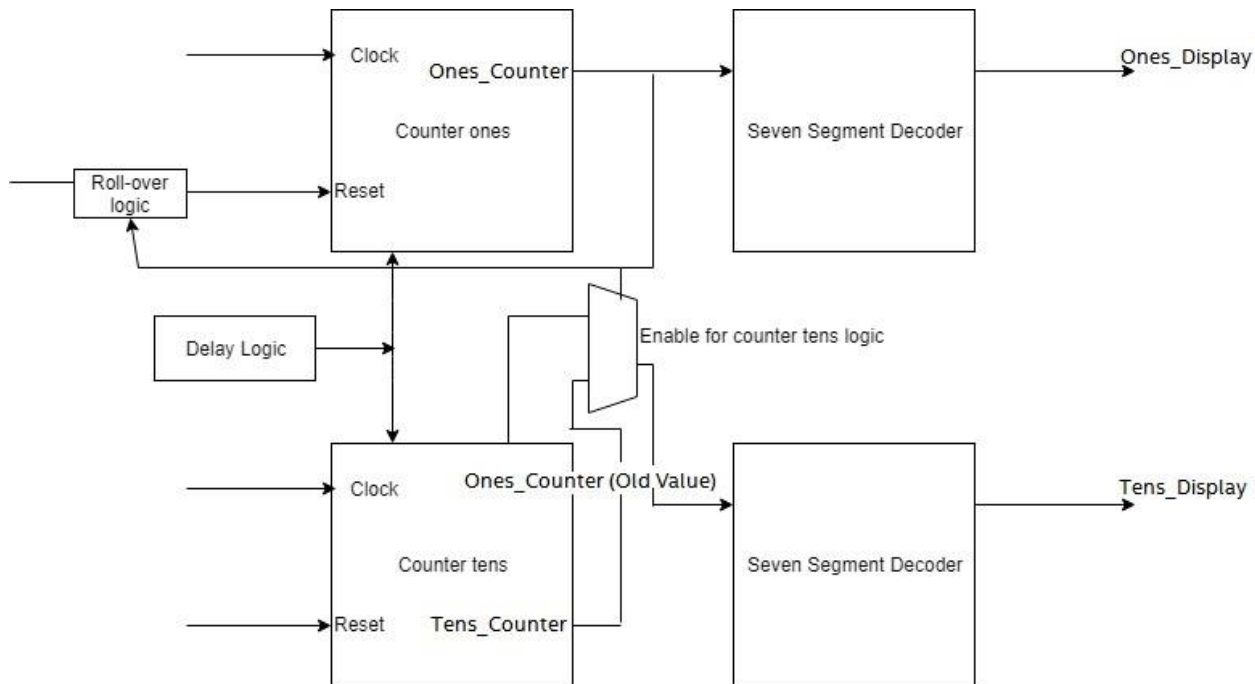 Clock
Ones_Counter
Ones_Display
Counter ones
Seven Segment Decoder
Roll-over
logic
Reset
Delay Logic
Enable for counter tens logic
Clock
Ones_Counter (Old Value)
Tens_Display
Counter tens
Seven Segment Decoder
Reset
Tens_Counter